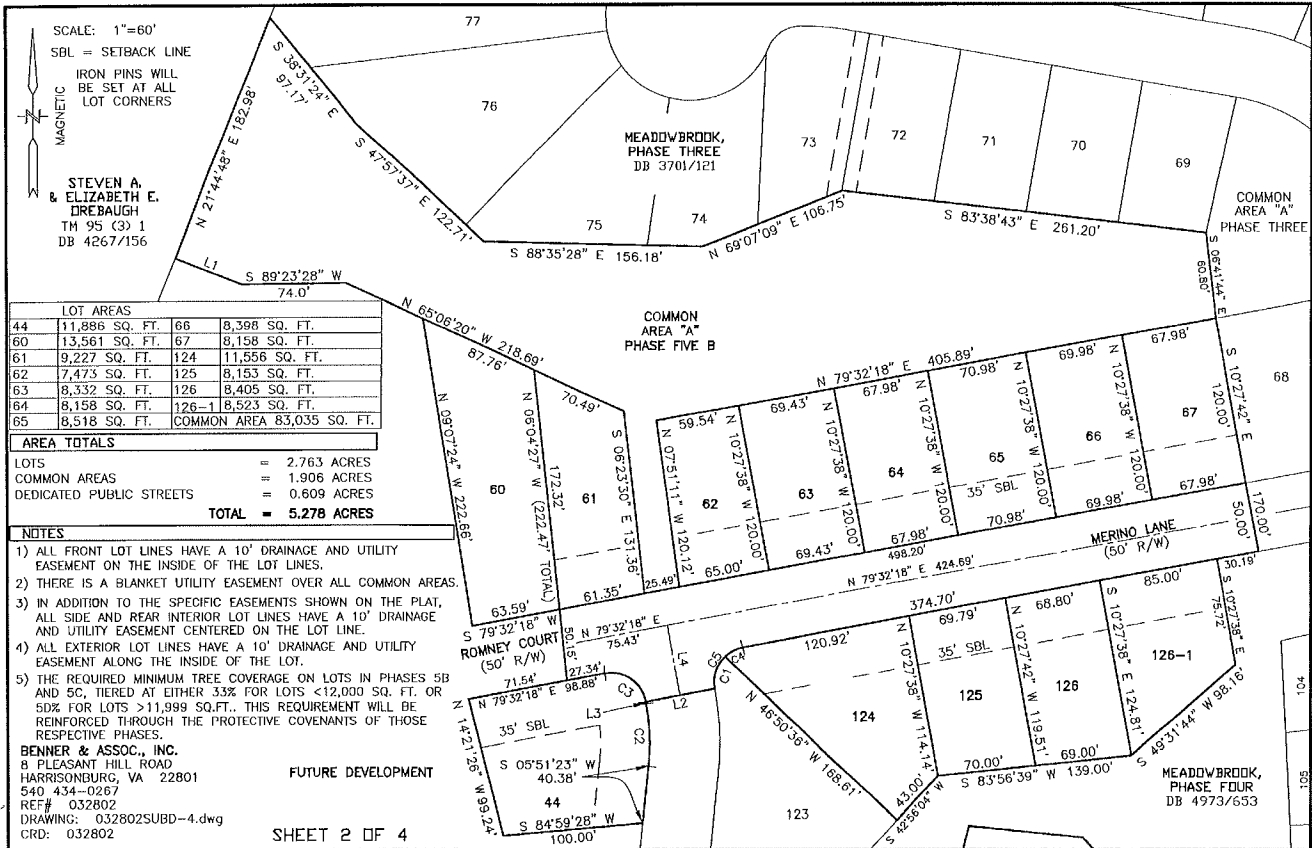 SCALE: 1"=60'
SBL = SETBACK LINE
IRON PINS WILL
BE SET AT ALL
LOT CORNERS
MAGNETIC
N
STEVEN A.
& ELIZABETH E.
DREBAUGH
TM 95 (3) 1
DB 4267/156
77
76
75
74
73
72
71
70
69
68
MEADOWBROOK,
PHASE THREE
DB 3701/121
COMMON
AREA "A"
PHASE THREE
N 21°44'48" E 182.98'
S 38°31'24" E
97.17'
S 47°57'37" E 122.71'
S 88°35'28" E 156.18'
N 69°07'09" E 106.75'
S 83°38'43" E 261.20'
S 06°41'44" E
60.80'
L1
S 89°23'28" W
74.0'
N 65°06'20" W 218.69'
87.76'
70.49'
COMMON
AREA "A"
PHASE FIVE B
LOT AREAS
44 11,886 SQ. FT. 66 8,398 SQ. FT.
60 13,561 SQ. FT. 67 8,158 SQ. FT.
61 9,227 SQ. FT. 124 11,556 SQ. FT.
62 7,473 SQ. FT. 125 8,153 SQ. FT.
63 8,332 SQ. FT. 126 8,405 SQ. FT.
64 8,158 SQ. FT. 126-1 8,523 SQ. FT.
65 8,518 SQ. FT. COMMON AREA 83,035 SQ. FT.
AREA TOTALS
LOTS = 2.763 ACRES
COMMON AREAS = 1.906 ACRES
DEDICATED PUBLIC STREETS = 0.609 ACRES
TOTAL = 5.278 ACRES
NOTES
1) ALL FRONT LOT LINES HAVE A 10' DRAINAGE AND UTILITY
EASEMENT ON THE INSIDE OF THE LOT LINES.
2) THERE IS A BLANKET UTILITY EASEMENT OVER ALL COMMON AREAS.
3) IN ADDITION TO THE SPECIFIC EASEMENTS SHOWN ON THE PLAT,
ALL SIDE AND REAR INTERIOR LOT LINES HAVE A 10' DRAINAGE
AND UTILITY EASEMENT CENTERED ON THE LOT LINE.
4) ALL EXTERIOR LOT LINES HAVE A 10' DRAINAGE AND UTILITY
EASEMENT ALONG THE INSIDE OF THE LOT.
5) THE REQUIRED MINIMUM TREE COVERAGE ON LOTS IN PHASES 5B
AND 5C, TIERED AT EITHER 33% FOR LOTS <12,000 SQ. FT. OR
50% FOR LOTS >11,999 SQ.FT.. THIS REQUIREMENT WILL BE
REINFORCED THROUGH THE PROTECTIVE COVENANTS OF THOSE
RESPECTIVE PHASES.
BENNER & ASSOC., INC.
8 PLEASANT HILL ROAD
HARRISONBURG, VA 22801
540 434-0267
REF# 032802
DRAWING: 032802SUBD-4.dwg
CRD: 032802
FUTURE DEVELOPMENT
SHEET 2 OF 4
N 09°07'24" W 222.66'
60
N 06°04'27" W (222.47' TOTAL)
172.32'
61
S 06°23'30" E 131.36'
N 07°51'11" W 120.12'
62
N 79°32'18" E 405.89'
59.54'
69.43'
67.98'
70.98'
69.98'
67.98'
N 10°27'38" W 120.00'
63
N 10°27'38" W 120.00'
64
N 10°27'38" W 120.00'
65
N 10°27'38" W 120.00'
66
N 10°27'38" W 120.00'
67
S 10°27'42" E
120.00'
170.00'
50.00'
35' SBL
63.59'
61.35'
25.49'
65.00'
69.43'
67.98'
70.98'
69.98'
67.98'
498.20'
S 79°32'18" W
MERINO LANE
(50' R/W)
N 79°32'18" E 424.69'
ROMNEY COURT
(50' R/W)
N 79°32'18" E
75.43'
50.15'
L4
374.70'
71.54'
27.34'
N 79°32'18" E 98.88'
C3
35' SBL
L3
L2
C2
N 14°21'26" W 99.24'
S 05°51'23" W
40.38'
44
S 84°59'28" W
100.00'
C1
C5
C4
120.92'
69.79'
68.80'
85.00'
30.19'
35' SBL
N 46°50'36" W 168.61'
123
124
N 10°27'38" W 114.14'
125
N 10°27'42" W 119.51'
126
S 10°27'38" E 124.81'
126-1
S 10°27'38" E
75.72'
S 49°31'44" W 98.16'
70.00'
69.00'
S 83°56'39" W 139.00'
43.00'
S 42°56'04" W
MEADOWBROOK,
PHASE FOUR
DB 4973/653
104
105